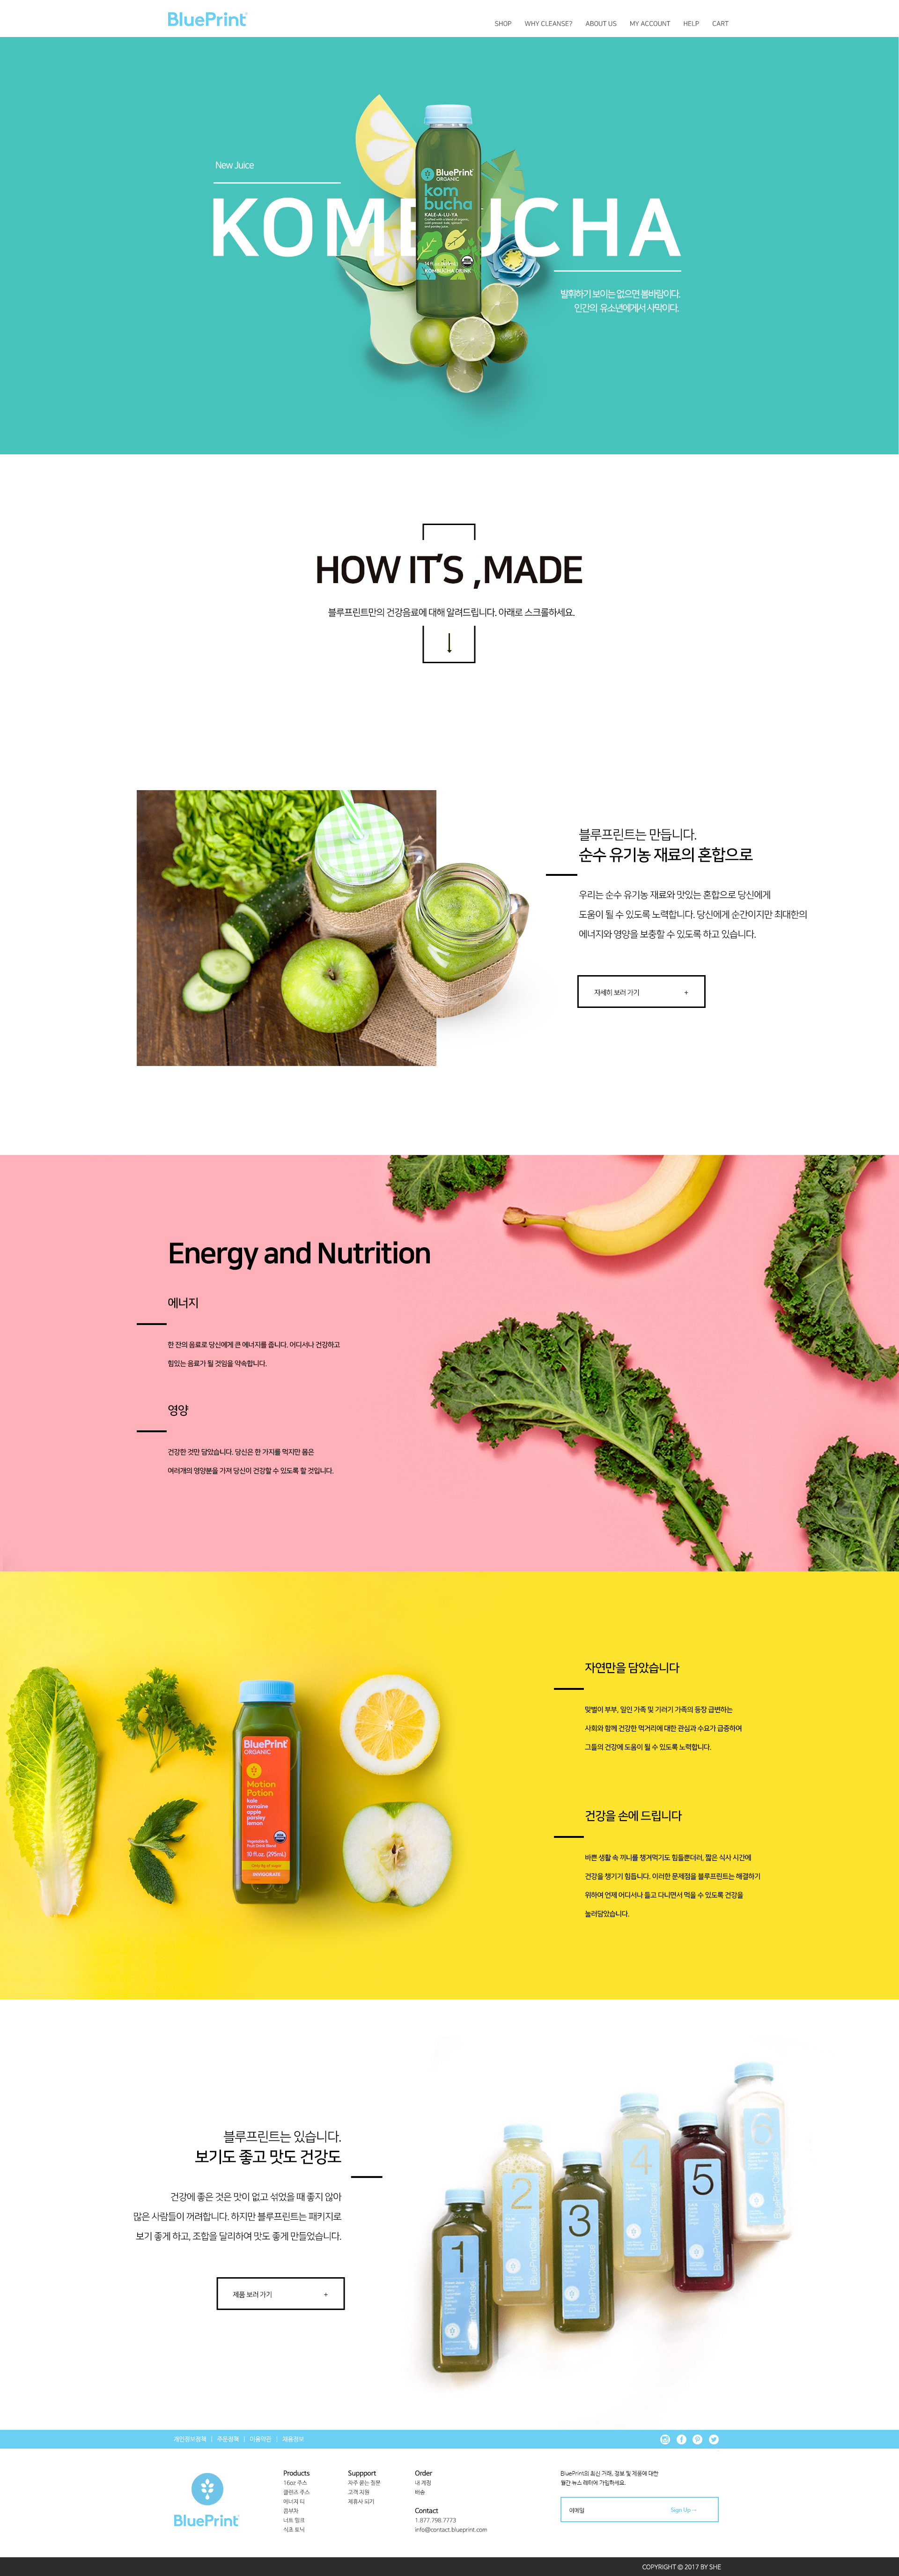 BluePrint
SHOP WHY CLEANSE? ABOUT US MY ACCOUNT HELP CART
New Juice
KOMBUCHA
BluePrint
ORGANIC
kom
bucha
KALE-A-LU-YA
KOMBUCHA DRINK
발휘하기 보이는 없으면 봄바람이다.
인간의 유소년에게서 사막이다.
HOW IT'S ,MADE
블루프린트만의 건강음료에 대해 알려드립니다. 아래로 스크롤하세요.
블루프린트는 만듭니다.
순수 유기농 재료의 혼합으로
우리는 순수 유기농 재료와 맛있는 혼합으로 당신에게
도움이 될 수 있도록 노력합니다. 당신에게 순간이지만 최대한의
에너지와 영양을 보충할 수 있도록 하고 있습니다.
자세히 보러 가기 +
Energy and Nutrition
에너지
한 잔의 음료로 당신에게 큰 에너지를 줍니다. 어디서나 건강하고
힘있는 음료가 될 것임을 약속합니다.
영양
건강한 것만 담았습니다. 당신은 한 가지를 먹지만 몸은
여러개의 영양분을 가져 당신이 건강할 수 있도록 할 것입니다.
BluePrint
ORGANIC
Motion
Potion
kale
romaine
apple
parsley
lemon
10 fl.oz. (295mL)
INVIGORATE
자연만을 담았습니다
맞벌이 부부, 일인 가족 및 기러기 가족의 등장 급변하는
사회와 함께 건강한 먹거리에 대한 관심과 수요가 급증하여
그들의 건강에 도움이 될 수 있도록 노력합니다.
건강을 손에 드립니다
바쁜 생활 속 끼니를 챙겨먹기도 힘들뿐더러, 짧은 식사 시간에
건강을 챙기기 힘듭니다. 이러한 문제점을 블루프린트는 해결하기
위하여 언제 어디서나 들고 다니면서 먹을 수 있도록 건강을
눌러담았습니다.
블루프린트는 있습니다.
보기도 좋고 맛도 건강도
건강에 좋은 것은 맛이 없고 섞었을 때 좋지 않아
많은 사람들이 꺼려합니다. 하지만 블루프린트는 패키지로
보기 좋게 하고, 조합을 달리하여 맛도 좋게 만들었습니다.
제품 보러 가기 +
1
2
3
4
5
6
개인정보정책 | 주문정책 | 이용약관 | 제품정보
BluePrint
Products
16oz 주스
클렌즈 주스
에너지 티
콤부차
너트 밀크
식초 토닉
Suppport
자주 묻는 질문
고객 지원
제휴사 되기
Order
내 계정
배송
Contact
1.877.798.7773
info@contact.blueprint.com
BluePrint의 최신 거래, 정보 및 제품에 대한
월간 뉴스 레터에 가입하세요.
이메일 Sign Up →
COPYRIGHT © 2017 BY SHE